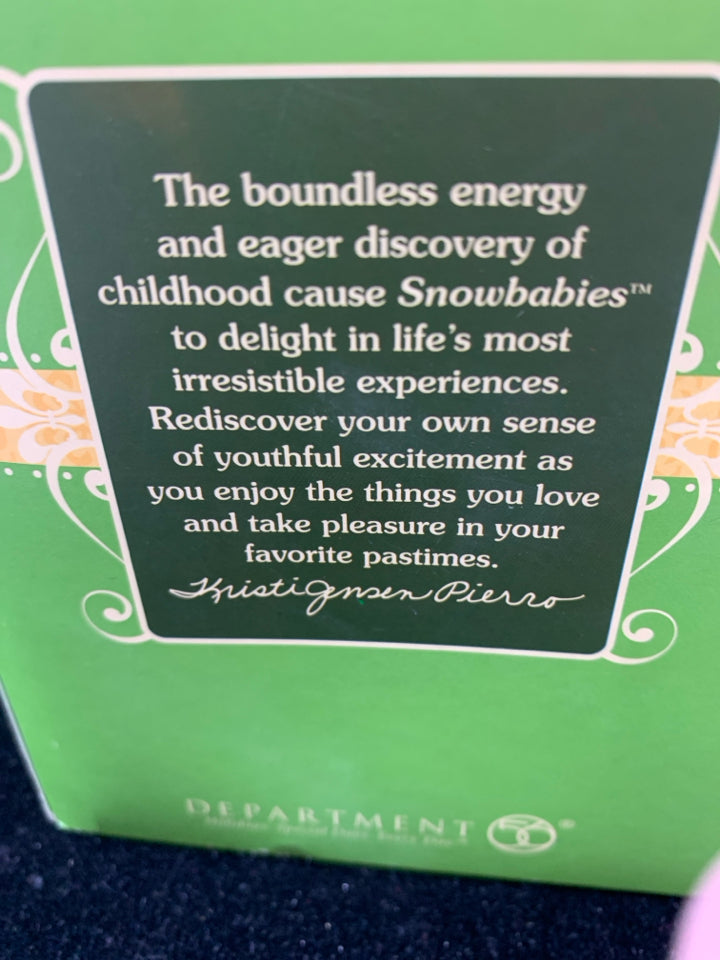 The boundless energy
and eager discovery of
childhood cause Snowbabies™
to delight in life's most
irresistible experiences.
Rediscover your own sense
of youthful excitement as
you enjoy the things you love
and take pleasure in your
favorite pastimes.
Kristi Jensen Pierro
DEPARTMENT 56®